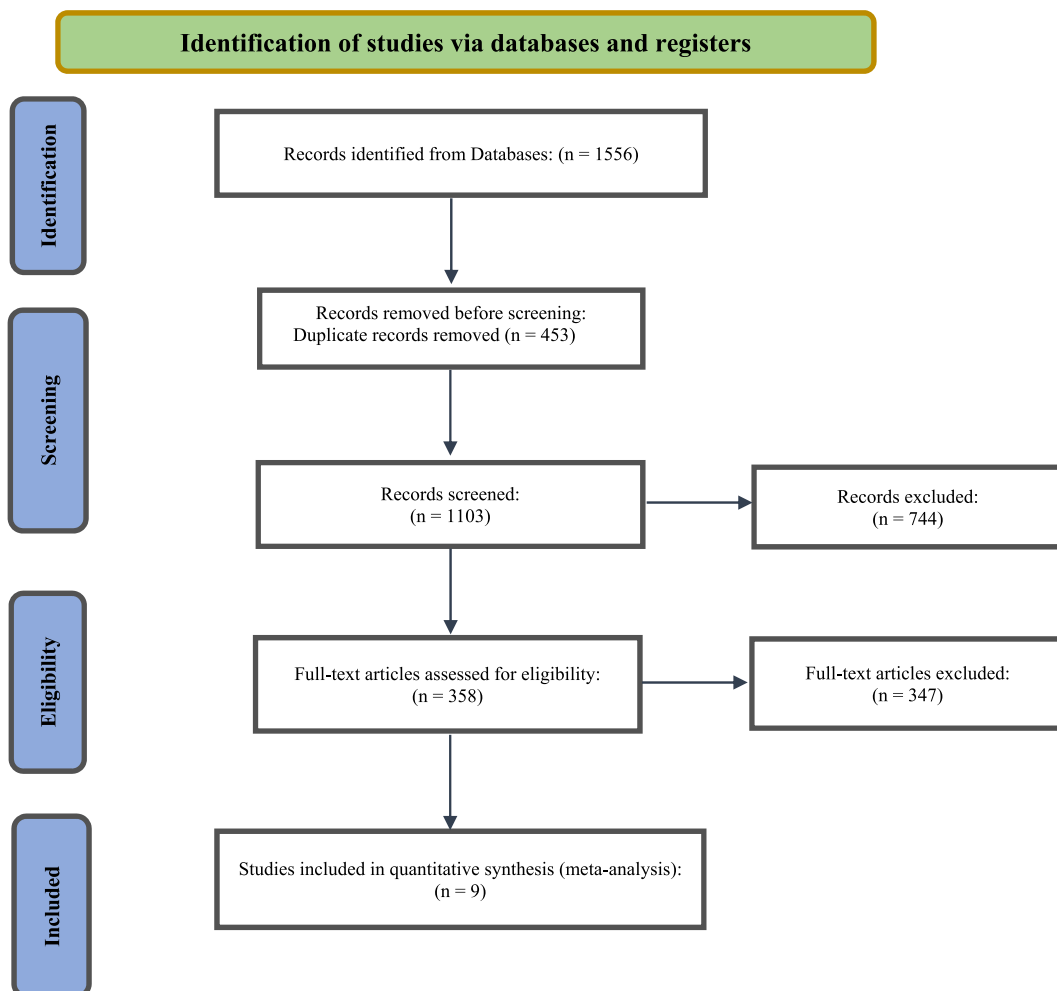 Identification of studies via databases and registers
Identification
Records identified from Databases: (n = 1556)
Records removed before screening:
Duplicate records removed (n = 453)
Screening
Records screened:
(n = 1103)
Records excluded:
(n = 744)
Eligibility
Full-text articles assessed for eligibility:
(n = 358)
Full-text articles excluded:
(n = 347)
Included
Studies included in quantitative synthesis (meta-analysis):
(n = 9)